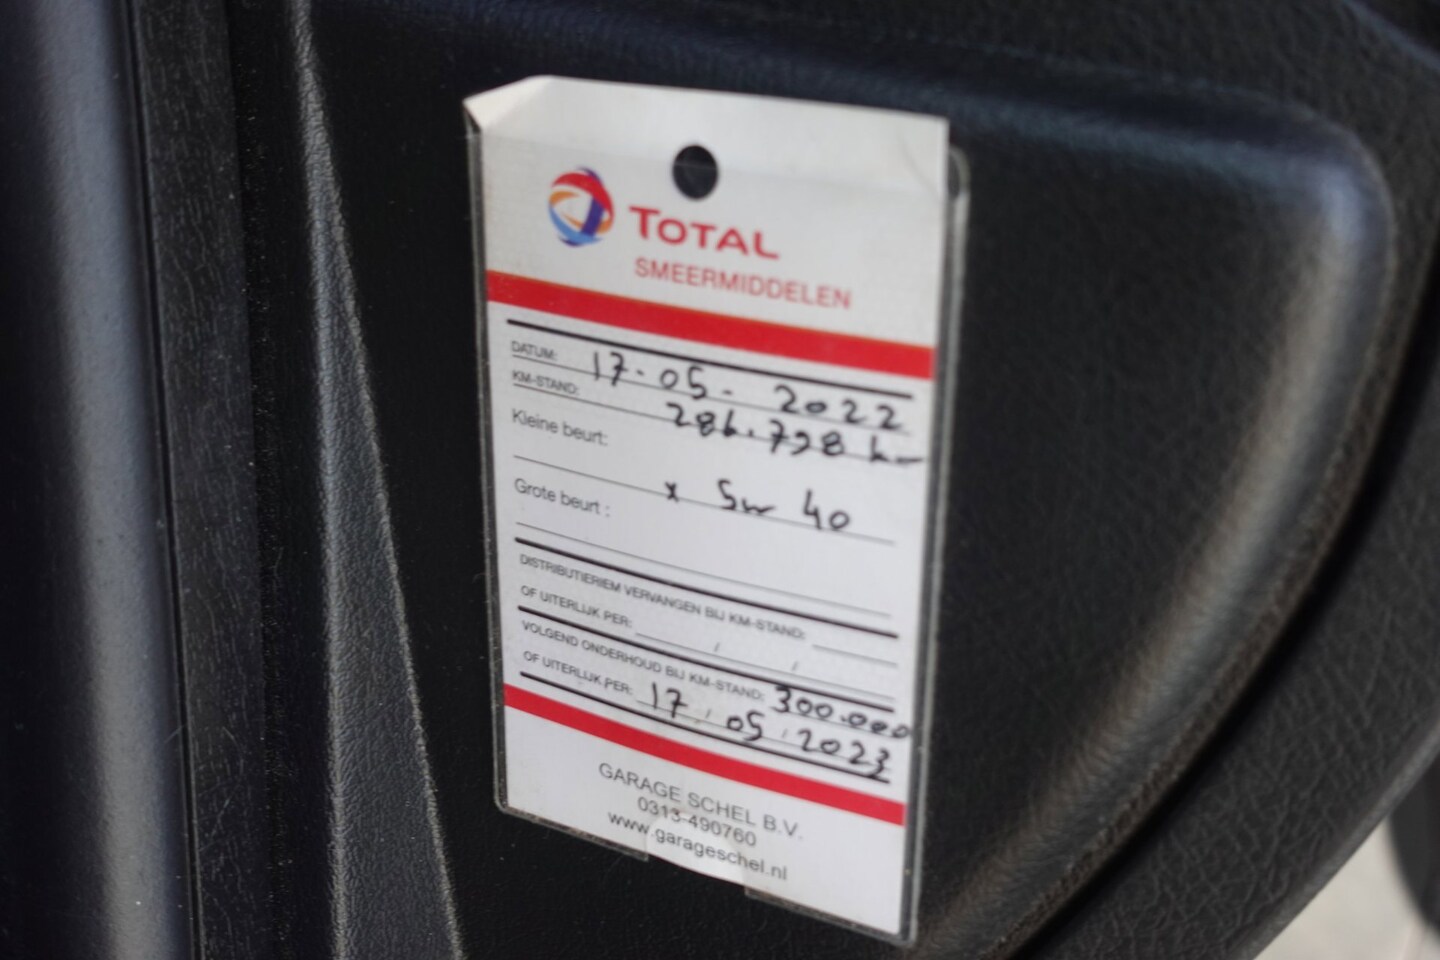 TOTAL
SMEERMIDDELEN
DATUM: 17-05-2022
KM-STAND: 286.798 km
Kleine beurt:
x 5w 40
Grote beurt :
DISTRIBUTIERIEM VERVANGEN BIJ KM-STAND:
OF UITERLIJK PER: / /
VOLGEND ONDERHOUD BIJ KM-STAND: 300.000
OF UITERLIJK PER: 17/05/2023
GARAGE SCHEL B.V.
0313-490760
www.garageschel.nl